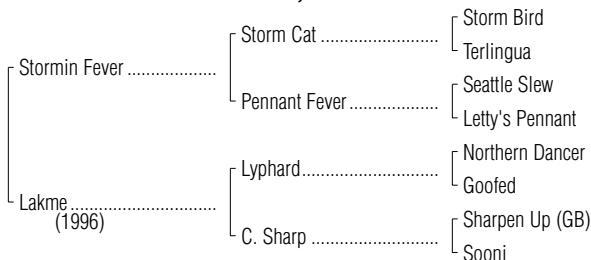 Storm Bird
Storm Cat ........................
Terlingua
Stormin Fever ..................
Seattle Slew
Pennant Fever ..................
Letty's Pennant
Northern Dancer
Lyphard............................
Goofed
Lakme .............................
(1996)
Sharpen Up (GB)
C. Sharp .........................
Sooni